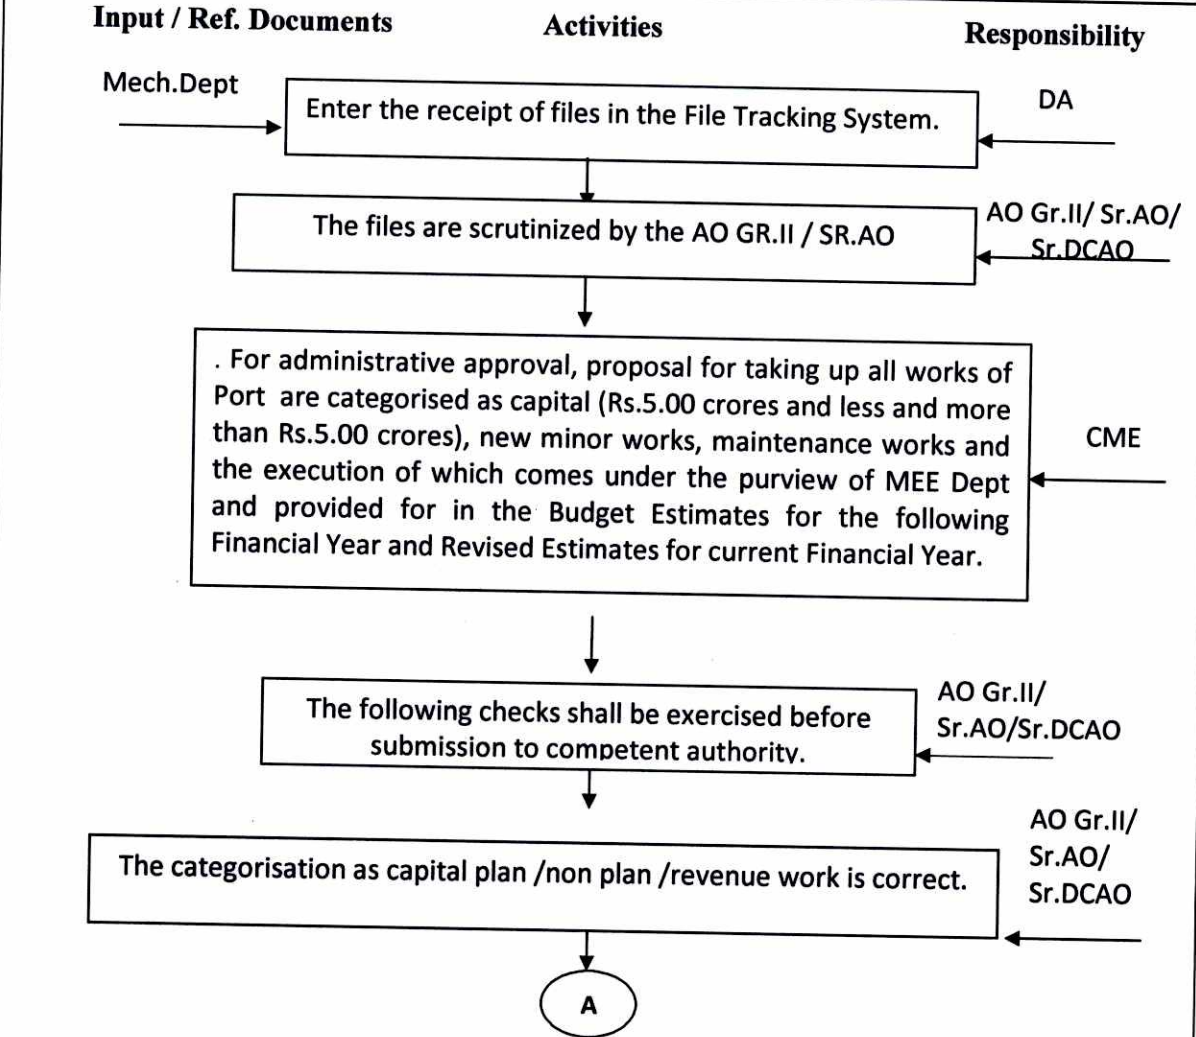 Input / Ref. Documents Activities Responsibility
Mech.Dept
Enter the receipt of files in the File Tracking System.
DA
The files are scrutinized by the AO GR.II / SR.AO
AO Gr.II/ Sr.AO/
Sr.DCAO
. For administrative approval, proposal for taking up all works of
Port are categorised as capital (Rs.5.00 crores and less and more
than Rs.5.00 crores), new minor works, maintenance works and
the execution of which comes under the purview of MEE Dept
and provided for in the Budget Estimates for the following
Financial Year and Revised Estimates for current Financial Year.
CME
The following checks shall be exercised before
submission to competent authority.
AO Gr.II/
Sr.AO/Sr.DCAO
The categorisation as capital plan /non plan /revenue work is correct.
AO Gr.II/
Sr.AO/
Sr.DCAO
A